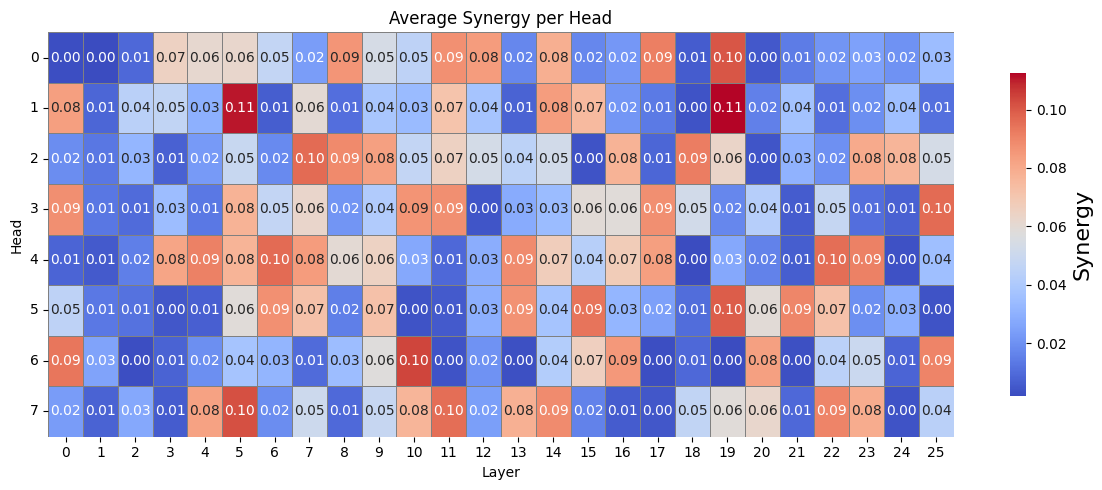 Average Synergy per Head
0 0.00 0.00 0.01 0.07 0.06 0.06 0.05 0.02 0.09 0.05 0.05 0.09 0.08 0.02 0.08 0.02 0.02 0.09 0.01 0.10 0.00 0.01 0.02 0.03 0.02 0.03
1 0.08 0.01 0.04 0.05 0.03 0.11 0.01 0.06 0.01 0.04 0.03 0.07 0.04 0.01 0.08 0.07 0.02 0.01 0.00 0.11 0.02 0.04 0.01 0.02 0.04 0.01
2 0.02 0.01 0.03 0.01 0.02 0.05 0.02 0.10 0.09 0.08 0.05 0.07 0.05 0.04 0.05 0.00 0.08 0.01 0.09 0.06 0.00 0.03 0.02 0.08 0.08 0.05
3 0.09 0.01 0.01 0.03 0.01 0.08 0.05 0.06 0.02 0.04 0.09 0.09 0.00 0.03 0.03 0.06 0.06 0.09 0.05 0.02 0.04 0.01 0.05 0.01 0.01 0.10
4 0.01 0.01 0.02 0.08 0.09 0.08 0.10 0.08 0.06 0.06 0.03 0.01 0.03 0.09 0.07 0.04 0.07 0.08 0.00 0.03 0.02 0.01 0.10 0.09 0.00 0.04
5 0.05 0.01 0.01 0.00 0.01 0.06 0.09 0.07 0.02 0.07 0.00 0.01 0.03 0.09 0.04 0.09 0.03 0.02 0.01 0.10 0.06 0.09 0.07 0.02 0.03 0.00
6 0.09 0.03 0.00 0.01 0.02 0.04 0.03 0.01 0.03 0.06 0.10 0.00 0.02 0.00 0.04 0.07 0.09 0.00 0.01 0.00 0.08 0.00 0.04 0.05 0.01 0.09
7 0.02 0.01 0.03 0.01 0.08 0.10 0.02 0.05 0.01 0.05 0.08 0.10 0.02 0.08 0.09 0.02 0.01 0.00 0.05 0.06 0.06 0.01 0.09 0.08 0.00 0.04
0 1 2 3 4 5 6 7 8 9 10 11 12 13 14 15 16 17 18 19 20 21 22 23 24 25
Layer
Head
0.10
0.08
0.06
0.04
0.02
Synergy